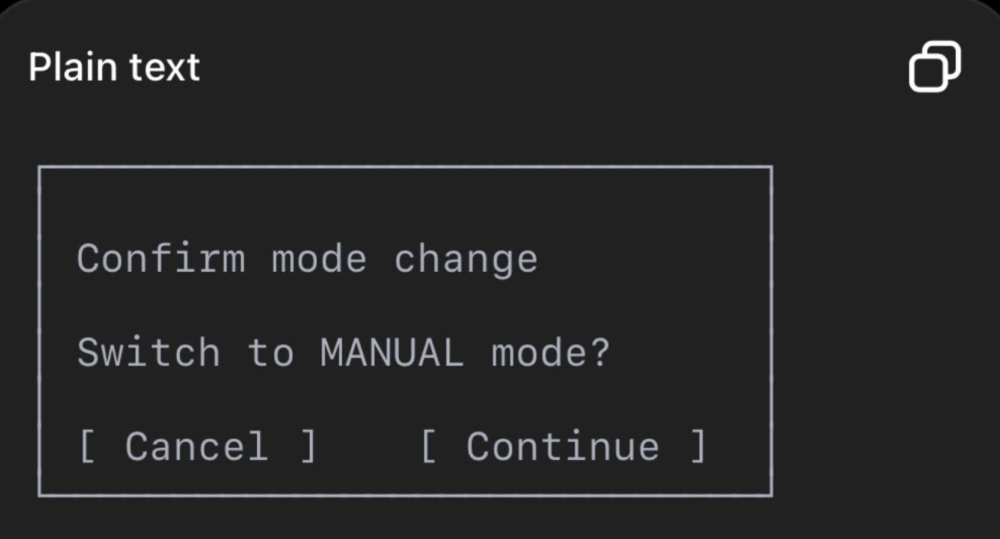 Plain text
Confirm mode change
Switch to MANUAL mode?
[ Cancel ]    [ Continue ]